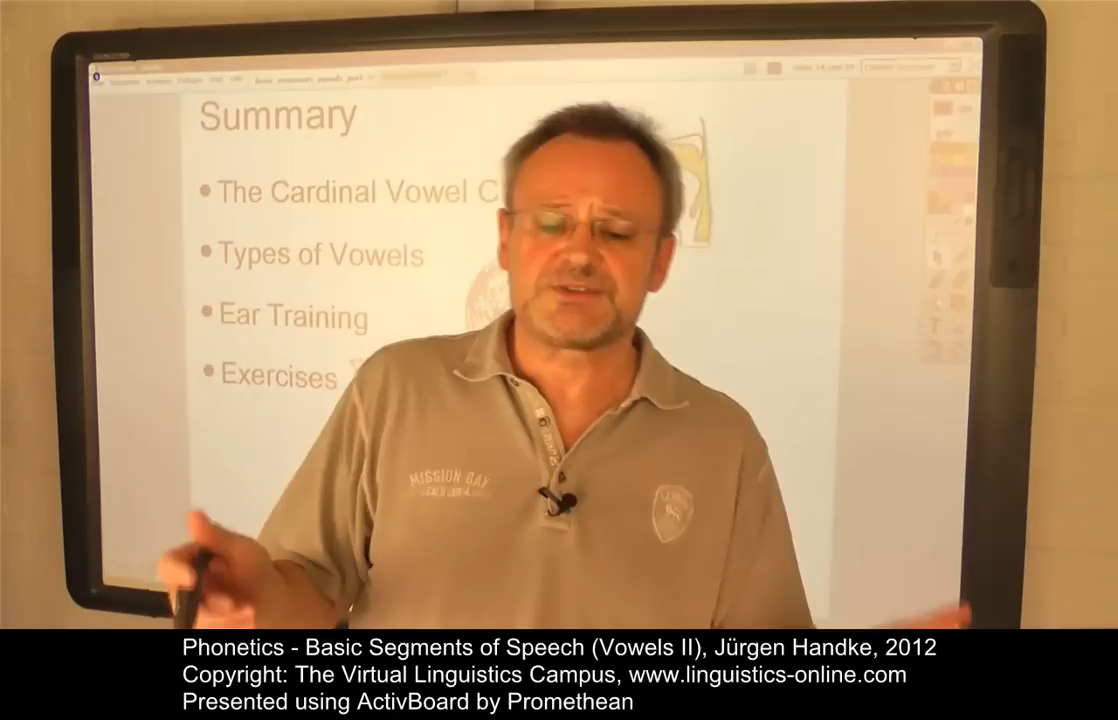 Summary
• The Cardinal Vowel C
• Types of Vowels
• Ear Training
• Exercises
MISSION BAY
Phonetics - Basic Segments of Speech (Vowels II), Jürgen Handke, 2012
Copyright: The Virtual Linguistics Campus, www.linguistics-online.com
Presented using ActivBoard by Promethean